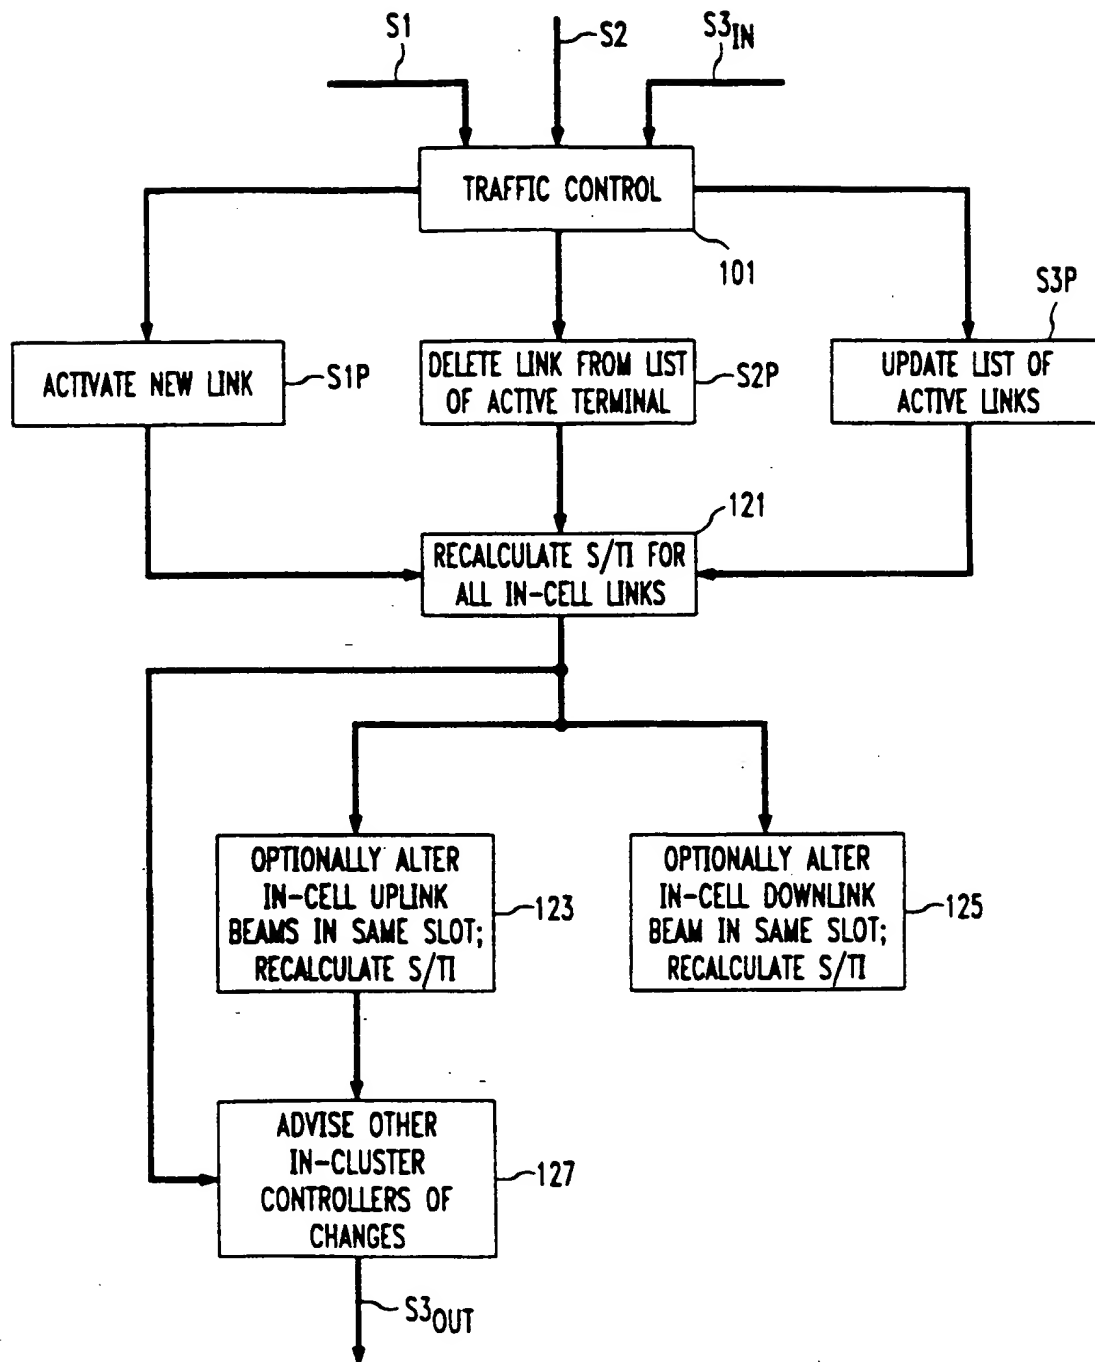 S1
S2
S3IN
TRAFFIC CONTROL
101
S3P
ACTIVATE NEW LINK
S1P
DELETE LINK FROM LIST
OF ACTIVE TERMINAL
S2P
UPDATE LIST OF
ACTIVE LINKS
121
RECALCULATE S/TI FOR
ALL IN-CELL LINKS
OPTIONALLY ALTER
IN-CELL UPLINK
BEAMS IN SAME SLOT;
RECALCULATE S/TI
123
OPTIONALLY ALTER
IN-CELL DOWNLINK
BEAM IN SAME SLOT;
RECALCULATE S/TI
125
ADVISE OTHER
IN-CLUSTER
CONTROLLERS OF
CHANGES
127
S3OUT